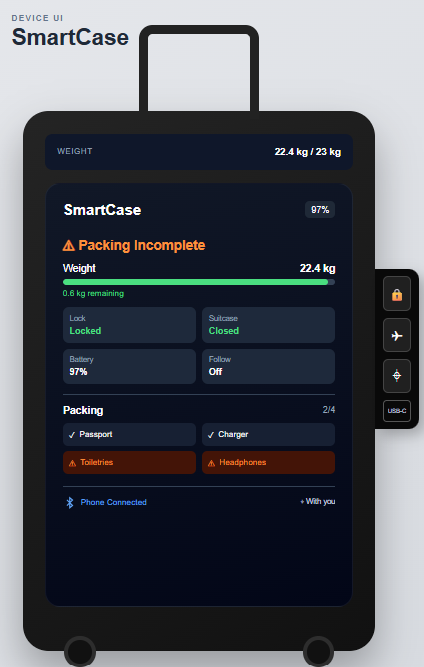 DEVICE UI
SmartCase
WEIGHT 22.4 kg / 23 kg
SmartCase 97%
⚠ Packing Incomplete
Weight 22.4 kg
0.6 kg remaining
Lock Suitcase
Locked Closed
Battery Follow
97% Off
Packing 2/4
✓ Passport ✓ Charger
⚠ Toiletries ⚠ Headphones
Phone Connected • With you
USB-C